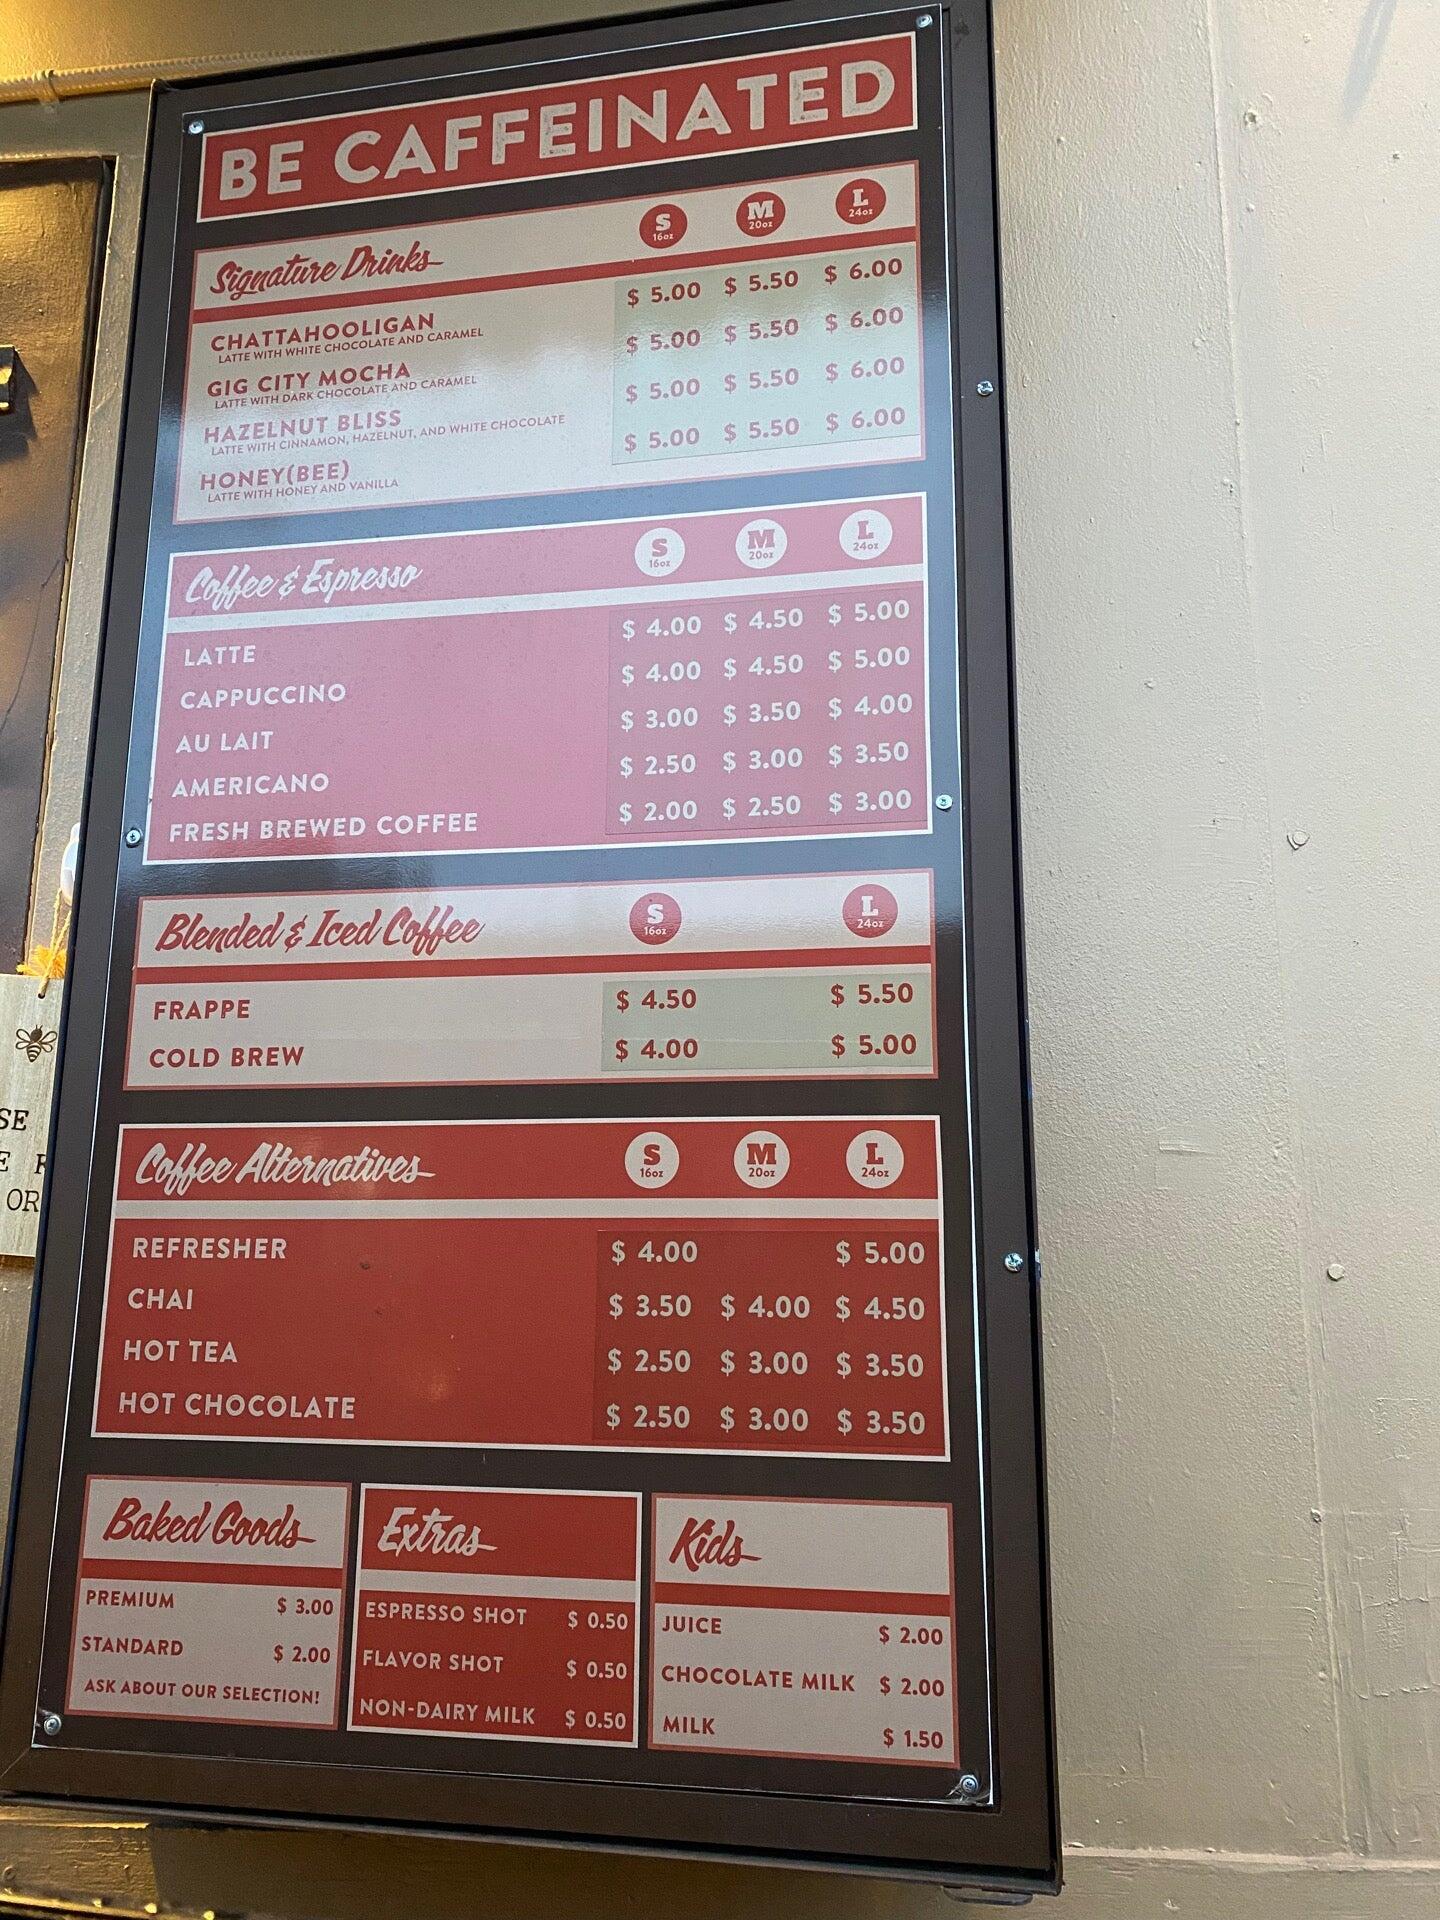 BE CAFFEINATED
Signature Drinks S 16oz M 20oz L 24oz
CHATTAHOOLIGAN $ 5.00 $ 5.50 $ 6.00
LATTE WITH WHITE CHOCOLATE AND CARAMEL
GIG CITY MOCHA $ 5.00 $ 5.50 $ 6.00
LATTE WITH DARK CHOCOLATE AND CARAMEL
HAZELNUT BLISS $ 5.00 $ 5.50 $ 6.00
LATTE WITH CINNAMON, HAZELNUT, AND WHITE CHOCOLATE
HONEY(BEE) $ 5.00 $ 5.50 $ 6.00
LATTE WITH HONEY AND VANILLA
Coffee & Espresso S 16oz M 20oz L 24oz
LATTE $ 4.00 $ 4.50 $ 5.00
CAPPUCCINO $ 4.00 $ 4.50 $ 5.00
AU LAIT $ 3.00 $ 3.50 $ 4.00
AMERICANO $ 2.50 $ 3.00 $ 3.50
FRESH BREWED COFFEE $ 2.00 $ 2.50 $ 3.00
Blended & Iced Coffee S 16oz L 24oz
FRAPPE $ 4.50 $ 5.50
COLD BREW $ 4.00 $ 5.00
Coffee Alternatives S 16oz M 20oz L 24oz
REFRESHER $ 4.00 $ 5.00
CHAI $ 3.50 $ 4.00 $ 4.50
HOT TEA $ 2.50 $ 3.00 $ 3.50
HOT CHOCOLATE $ 2.50 $ 3.00 $ 3.50
Baked Goods
PREMIUM $ 3.00
STANDARD $ 2.00
ASK ABOUT OUR SELECTION!
Extras
ESPRESSO SHOT $ 0.50
FLAVOR SHOT $ 0.50
NON-DAIRY MILK $ 0.50
Kids
JUICE $ 2.00
CHOCOLATE MILK $ 2.00
MILK $ 1.50